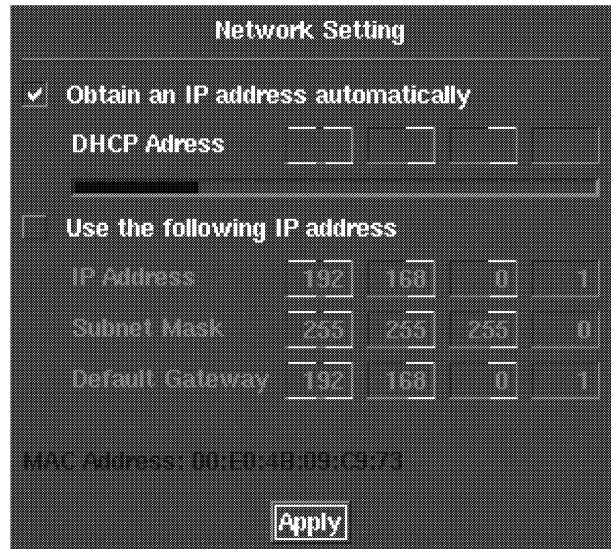 Network Setting
Obtain an IP address automatically
DHCP Adress
Use the following IP address
IP Address 192 168 0 1
Subnet Mask 255 255 255 0
Default Gateway 192 168 0 1
MAC Address: 00:E0:4B:09:C9:73
Apply